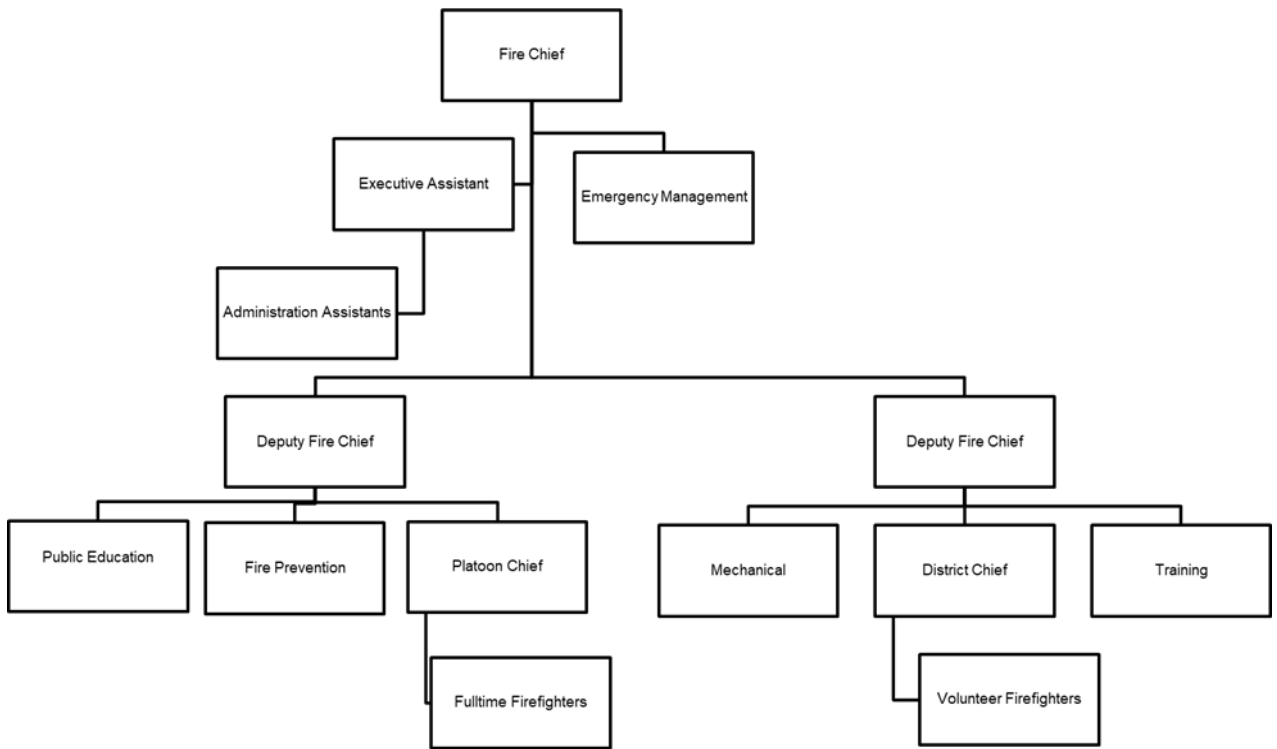 Fire Chief
Executive Assistant
Emergency Management
Administration Assistants
Deputy Fire Chief
Deputy Fire Chief
Public Education
Fire Prevention
Platoon Chief
Mechanical
District Chief
Training
Fulltime Firefighters
Volunteer Firefighters